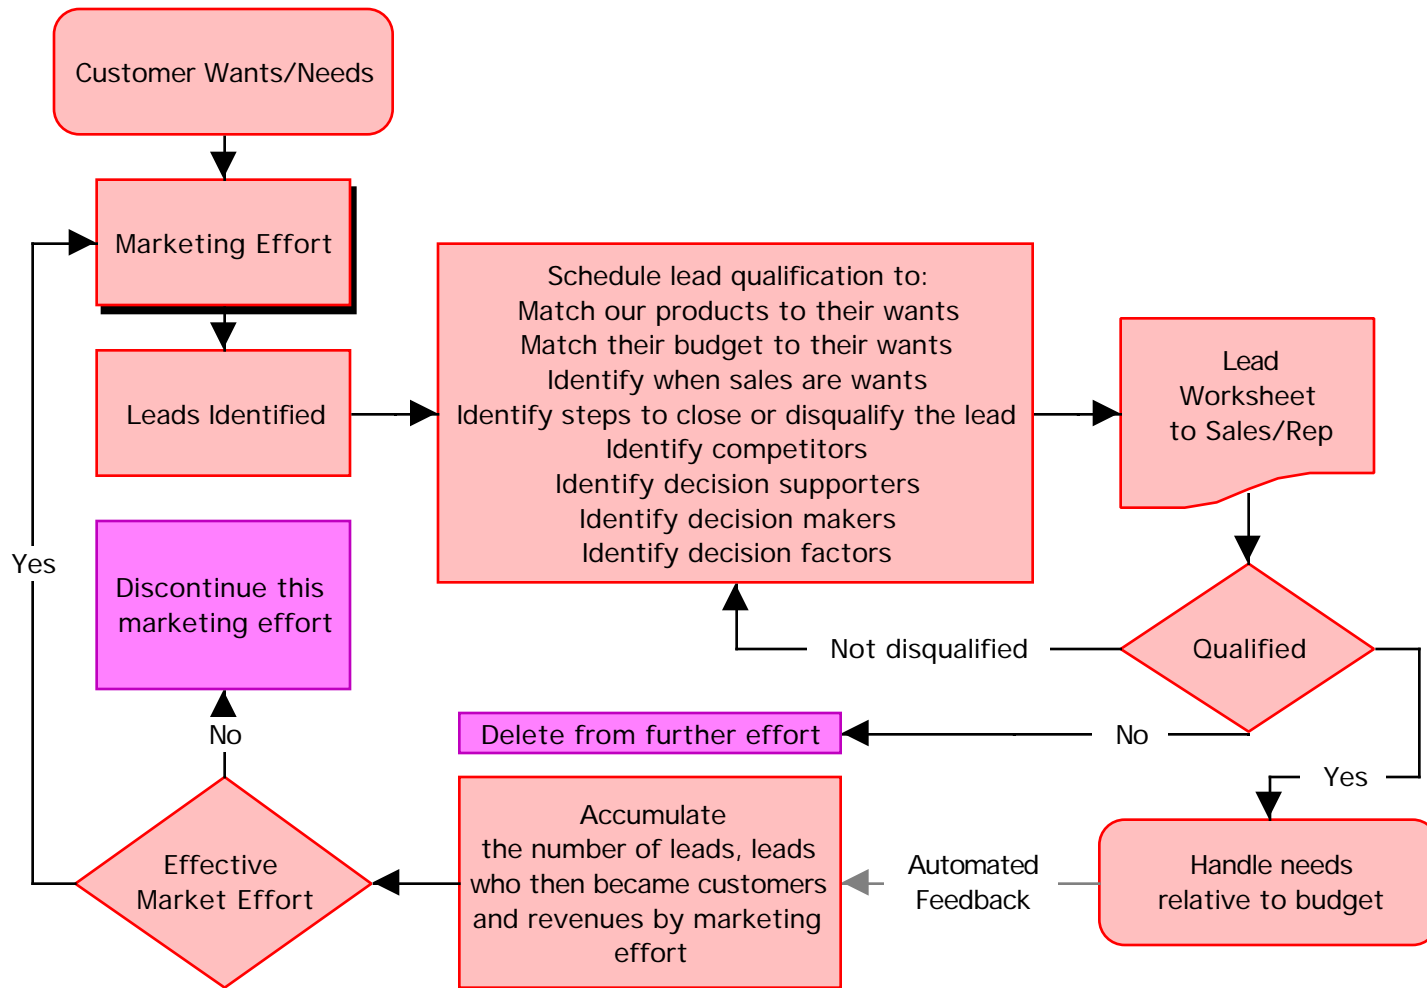 Customer Wants/Needs
Marketing Effort
Leads Identified
Schedule lead qualification to:
Match our products to their wants
Match their budget to their wants
Identify when sales are wants
Identify steps to close or disqualify the lead
Identify competitors
Identify decision supporters
Identify decision makers
Identify decision factors
Lead
Worksheet
to Sales/Rep
Yes
Discontinue this
marketing effort
Not disqualified
Qualified
No
Delete from further effort
No
Yes
Effective
Market Effort
Accumulate
the number of leads, leads
who then became customers
and revenues by marketing
effort
Automated
Feedback
Handle needs
relative to budget